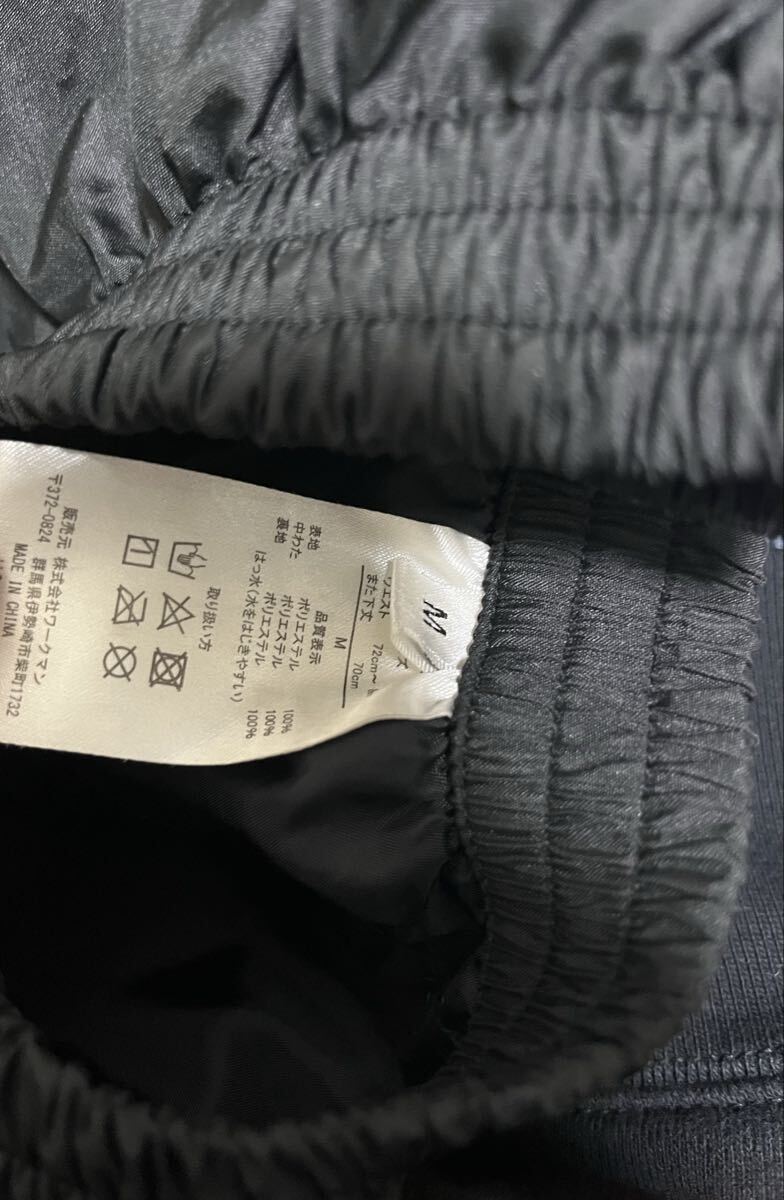 M
ズ
M
ウエスト 72cm～
また下丈 70cm
品質表示
表地 ポリエステル 100%
中わた ポリエステル 100%
裏地 ポリエステル 100%
はっ水(水をはじきやすい)
取り扱い方
販売元 株式会社ワークマン
〒372-0824 群馬県伊勢崎市柴町1732
MADE IN CHINA